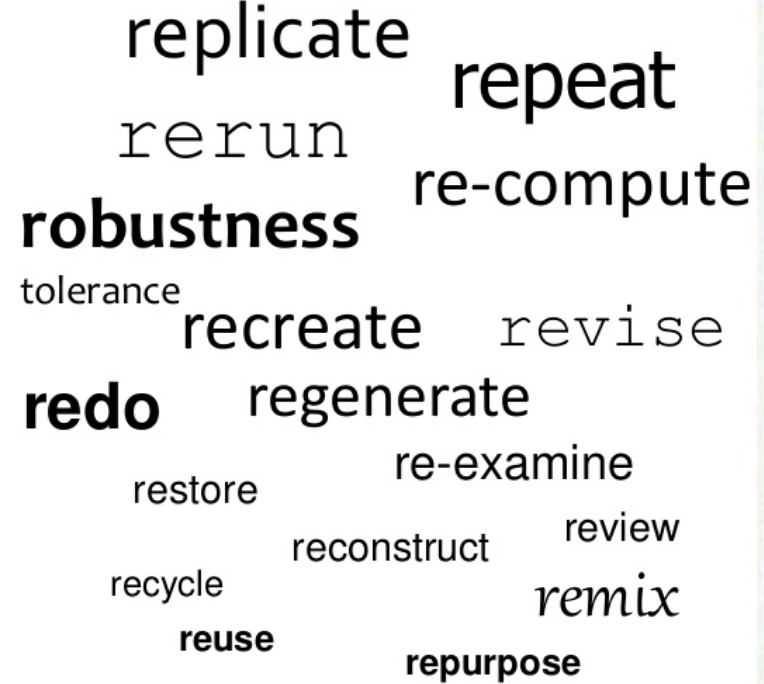 replicate
repeat
rerun
re-compute
robustness
tolerance
recreate
revise
redo
regenerate
re-examine
restore
review
reconstruct
recycle
remix
reuse
repurpose